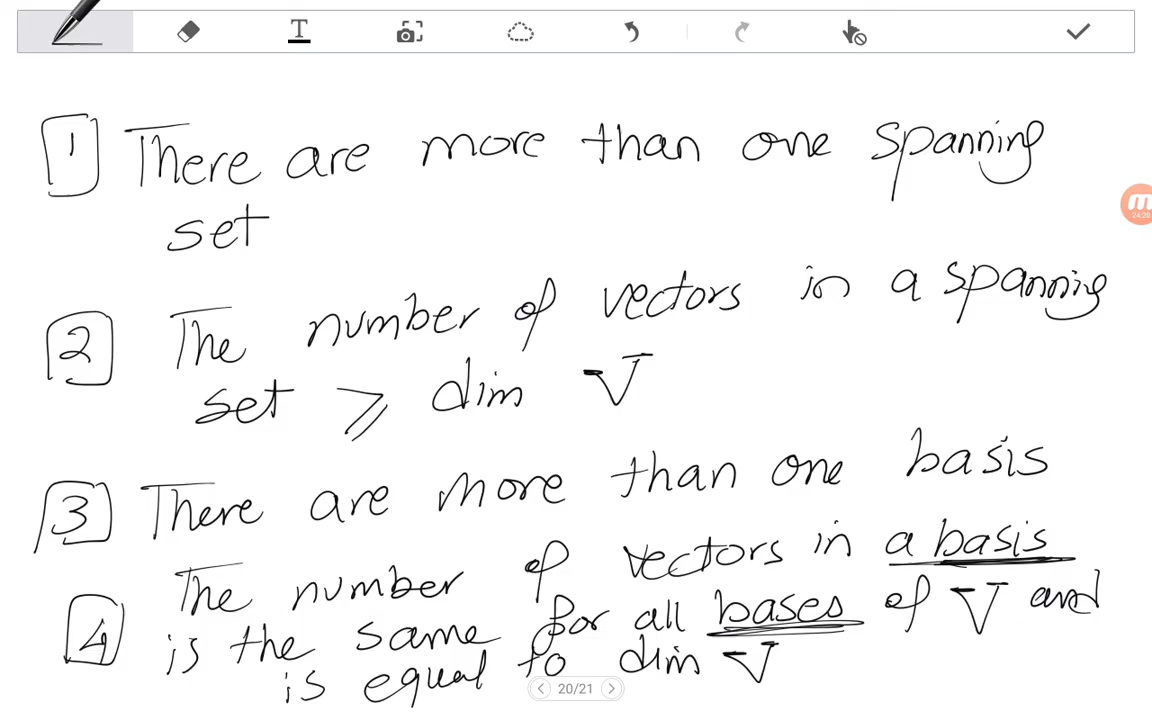 T
1 There are more than one spanning
set
m
24:20
2 The number of vectors in a spanning
set ≥ dim V
3 There are more than one basis
4 The number of vectors in a basis
is the same for all bases of V and
is equal to dim V
20/21